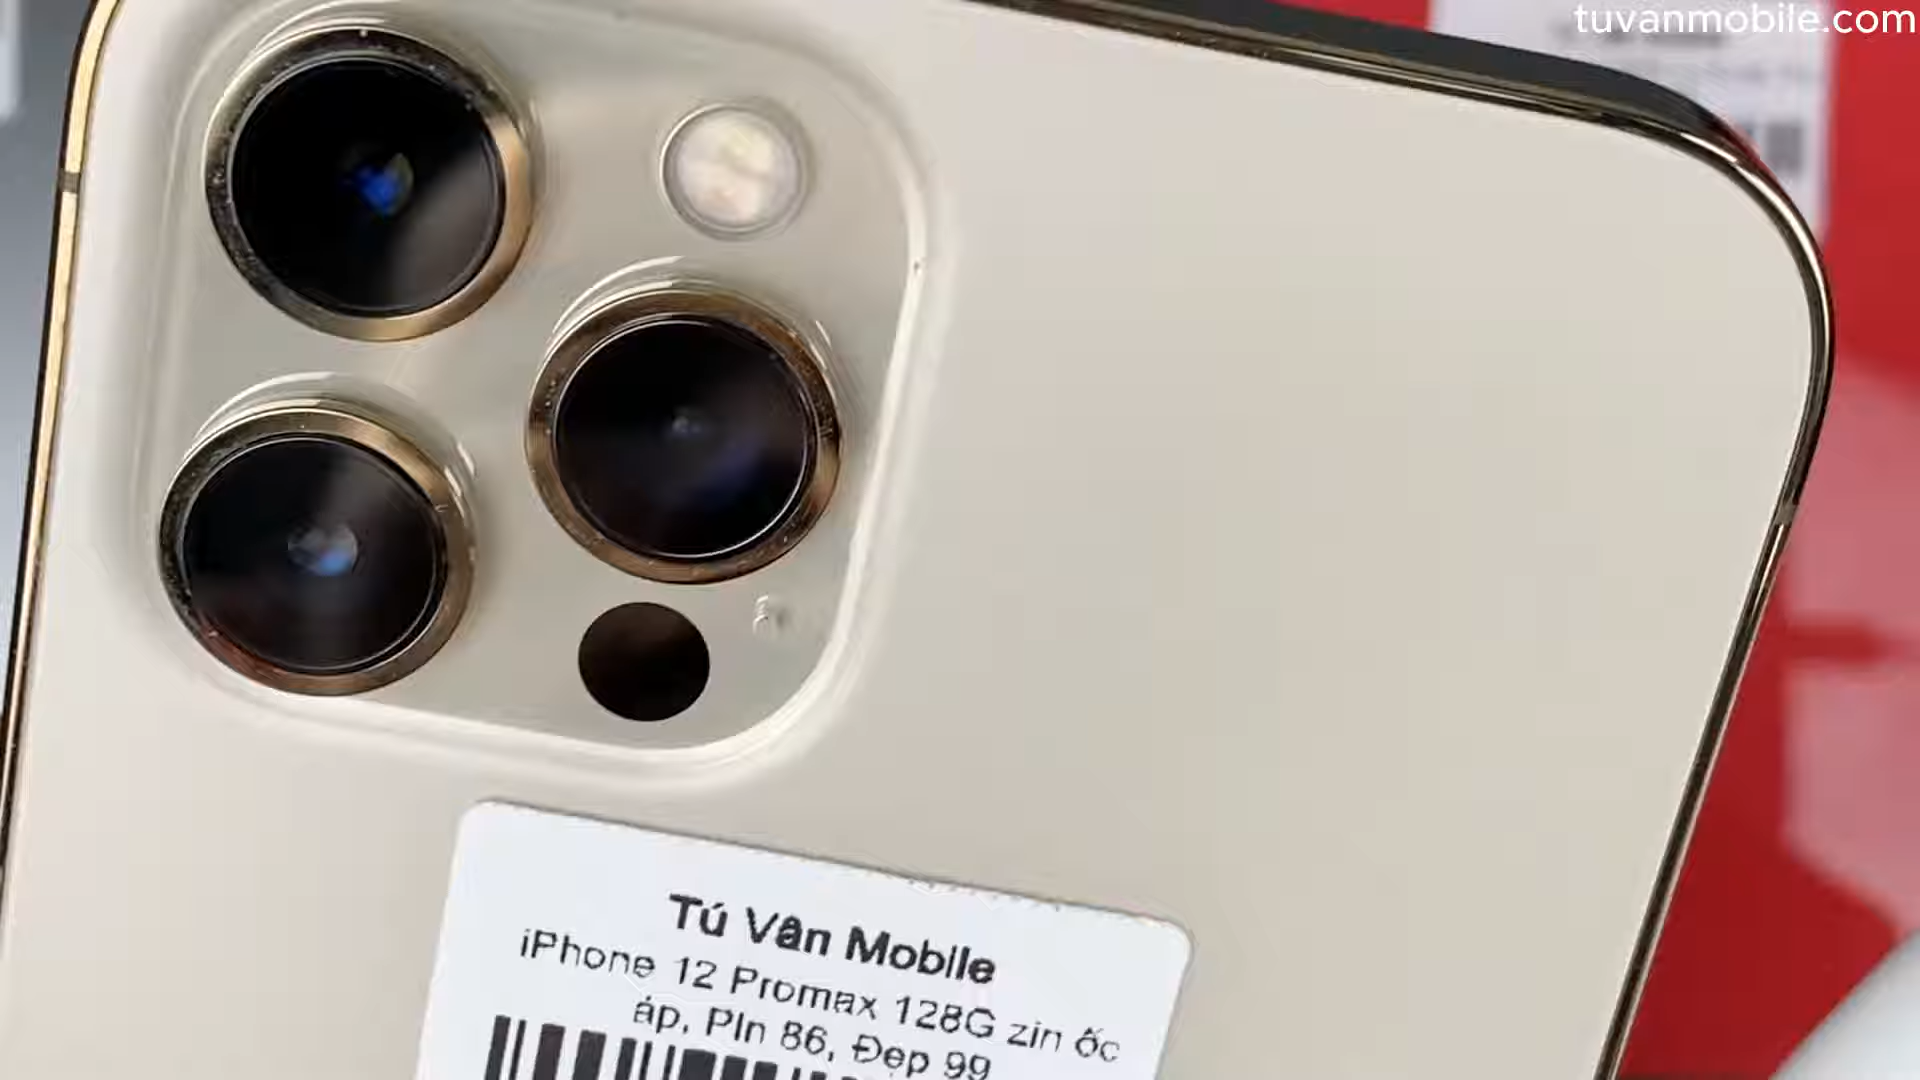 tuvanmobile.com
Tú Vân Mobile
iPhone 12 Promax 128G zin ốc
áp, Pin 86, Đẹp 99